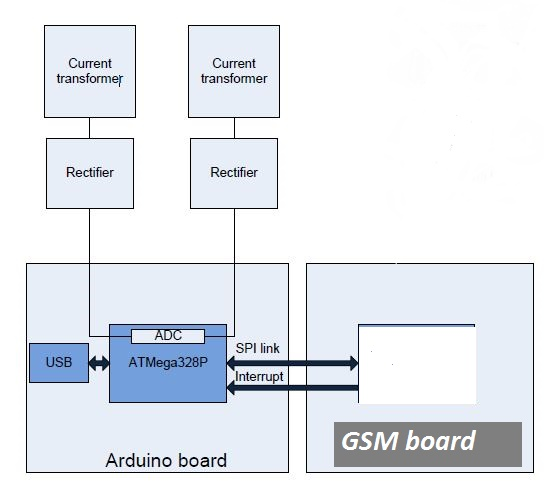 Current
transformer
Current
transformer
Rectifier
Rectifier
ADC
USB
ATMega328P
SPI link
Interrupt
GSM board
Arduino board